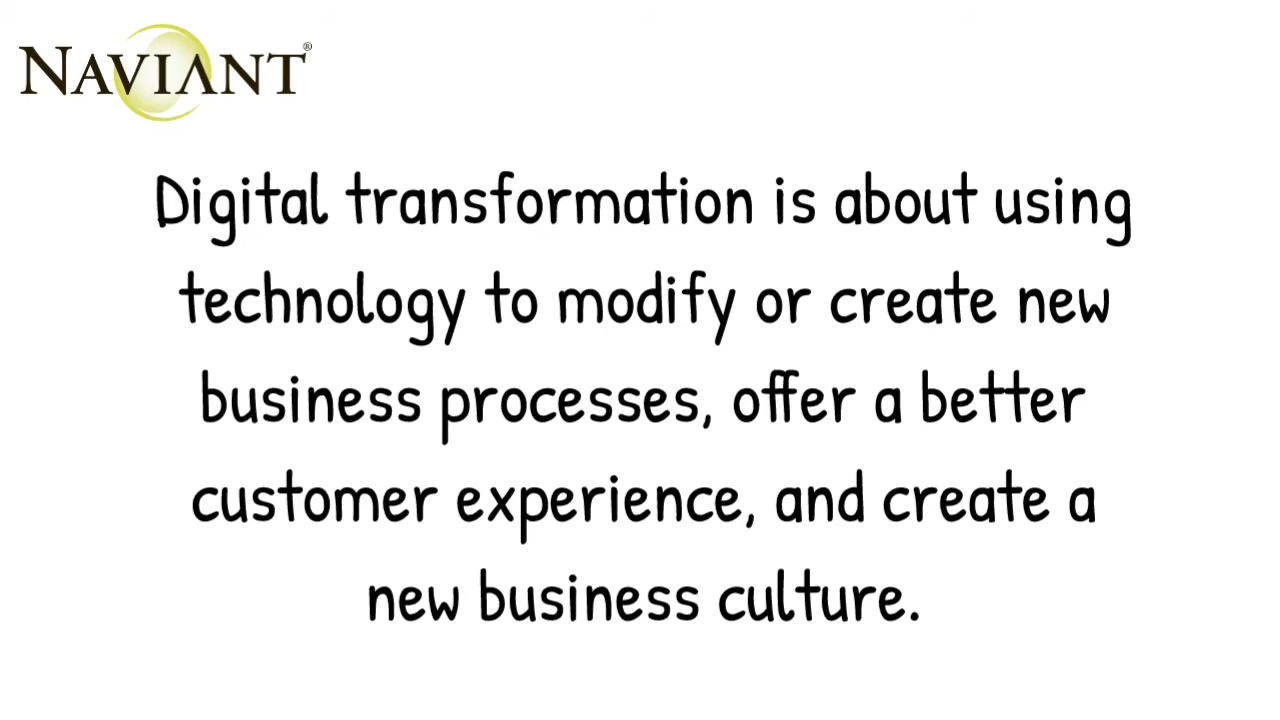 NAVIANT®
Digital transformation is about using
technology to modify or create new
business processes, offer a better
customer experience, and create a
new business culture.